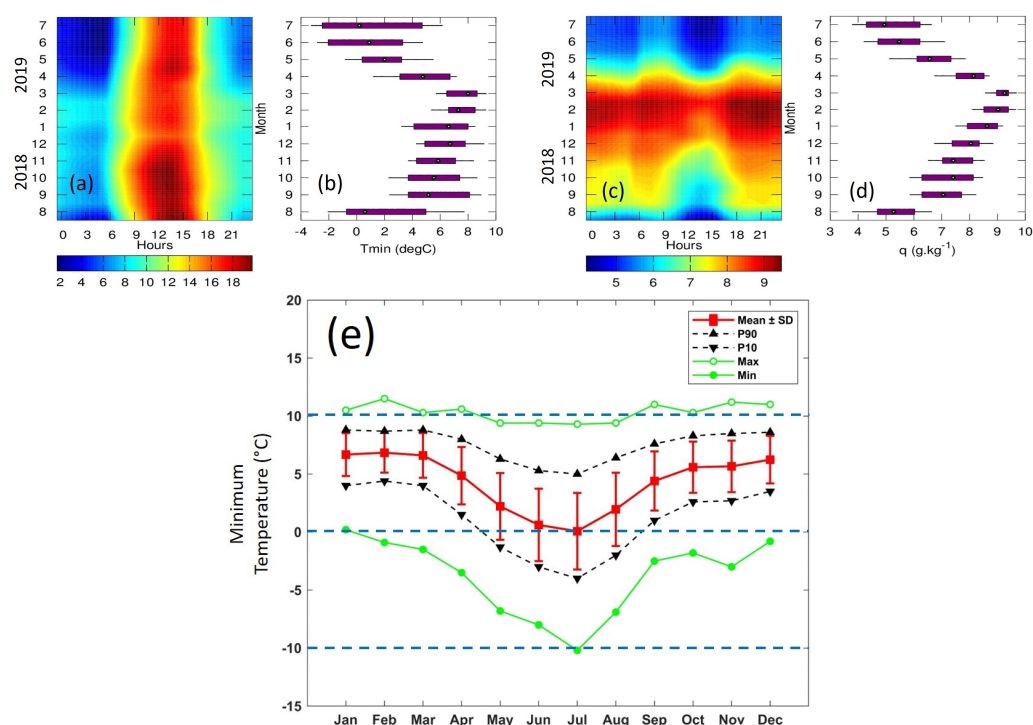 7
6
5
4
3
2
1
12
11
10
9
8
2019
2018
(a)
0 3 6 9 12 15 18 21
Hours
2 4 6 8 10 12 14 16 18
7
6
5
4
3
2
1
12
11
10
9
8
Month
(b)
-4 -2 0 2 4 6 8 10
Tmin (degC)
7
6
5
4
3
2
1
12
11
10
9
8
2019
2018
(c)
0 3 6 9 12 15 18 21
Hours
5 6 7 8 9
7
6
5
4
3
2
1
12
11
10
9
8
Month
(d)
3 4 5 6 7 8 9 10
q (g.kg-1)
(e)
Mean ± SD
P90
P10
Max
Min
20
15
10
5
0
-5
-10
-15
Minimum
Temperature (°C)
Jan Feb Mar Apr May Jun Jul Aug Sep Oct Nov Dec